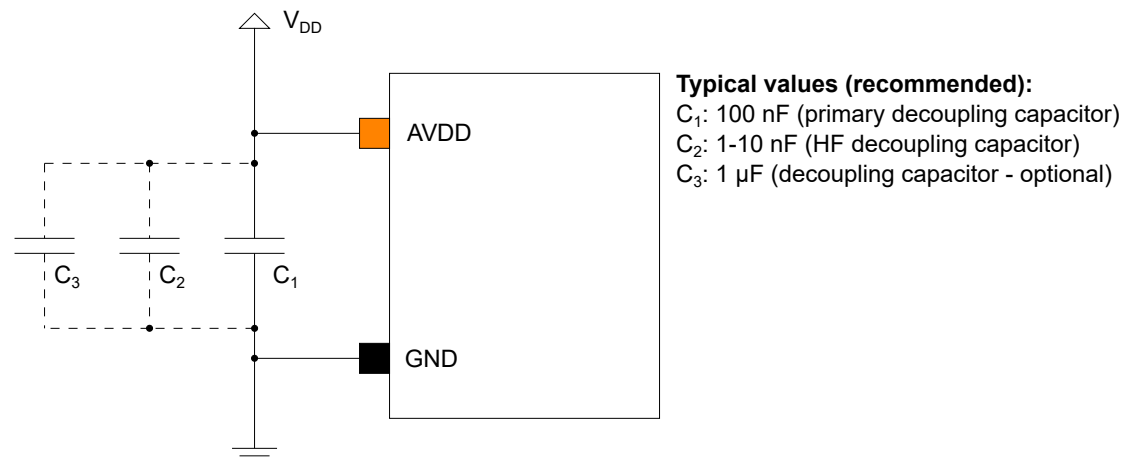 V_DD
AVDD
Typical values (recommended):
C₁: 100 nF (primary decoupling capacitor)
C₂: 1-10 nF (HF decoupling capacitor)
C₃: 1 µF (decoupling capacitor - optional)
C₃
C₂
C₁
GND